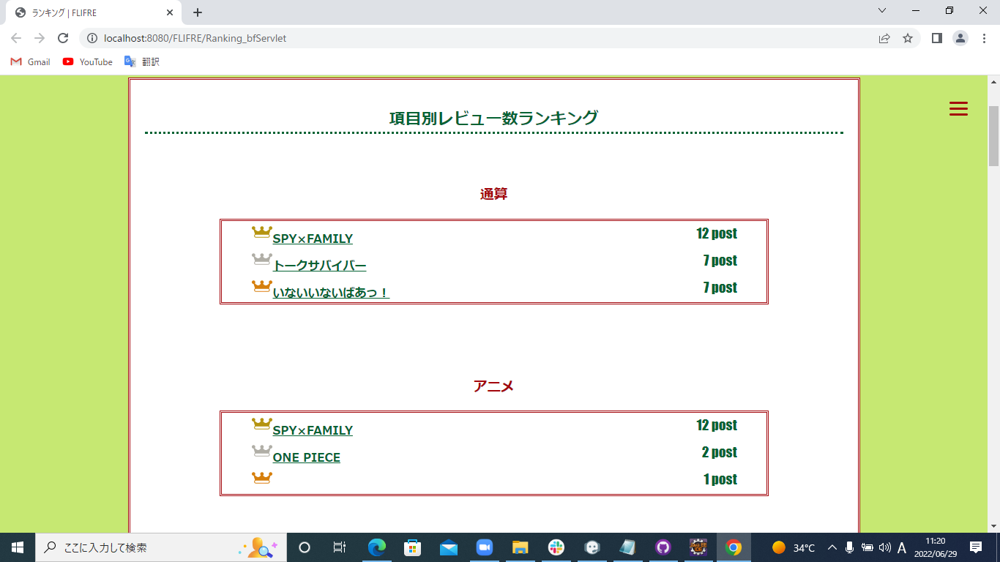 ランキング | FLIFRE
localhost:8080/FLIFRE/Ranking_bfServlet
Gmail YouTube 翻訳
項目別レビュー数ランキング
通算
SPY×FAMILY 12 post
トークサバイバー 7 post
いないいないばあっ！ 7 post
アニメ
SPY×FAMILY 12 post
ONE PIECE 2 post
1 post
ここに入力して検索
34°C
A
11:20
2022/06/29